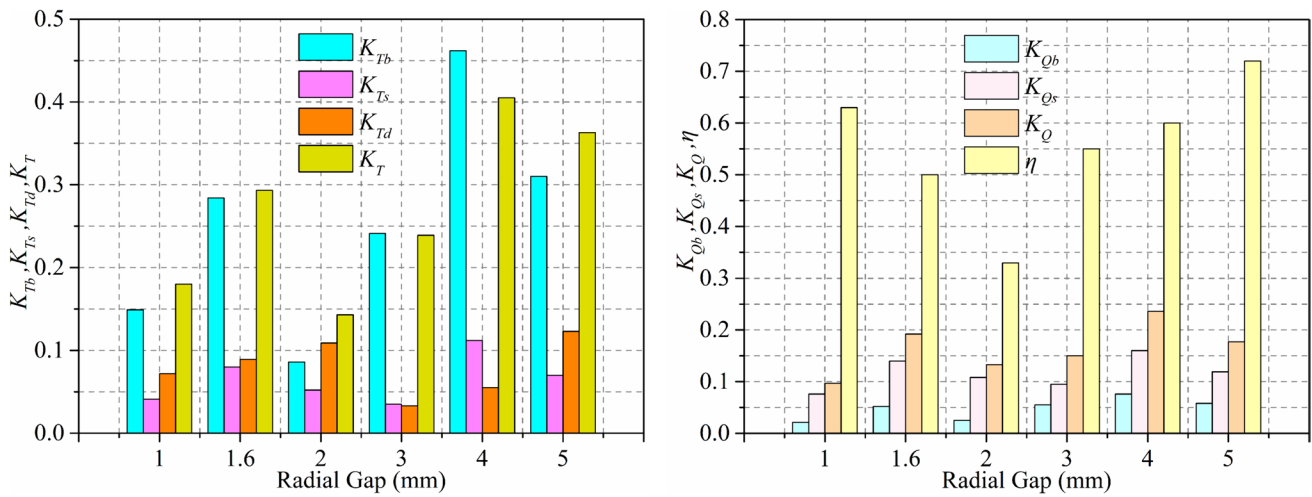 0.5
0.4
0.3
0.2
0.1
0.0
K_Tb, K_Ts, K_Td, K_T
K_Tb
K_Ts
K_Td
K_T
1 1.6 2 3 4 5
Radial Gap (mm)
0.8
0.7
0.6
0.5
0.4
0.3
0.2
0.1
0.0
K_Qb, K_Qs, K_Q, η
K_Qb
K_Qs
K_Q
η
1 1.6 2 3 4 5
Radial Gap (mm)